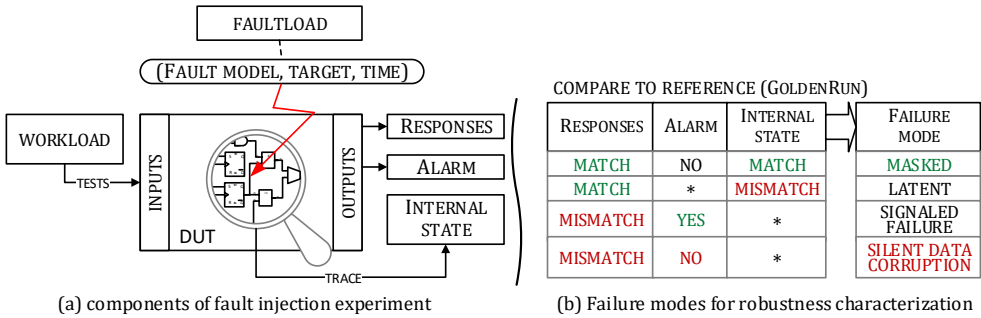 FAULTLOAD
(FAULT MODEL, TARGET, TIME)
WORKLOAD
TESTS
INPUTS
DUT
OUTPUTS
RESPONSES
ALARM
INTERNAL
STATE
TRACE
(a) components of fault injection experiment
COMPARE TO REFERENCE (GOLDENRUN)
RESPONSES ALARM INTERNAL STATE FAILURE MODE
MATCH NO MATCH MASKED
MATCH * MISMATCH LATENT
MISMATCH YES * SIGNALED FAILURE
MISMATCH NO * SILENT DATA CORRUPTION
(b) Failure modes for robustness characterization